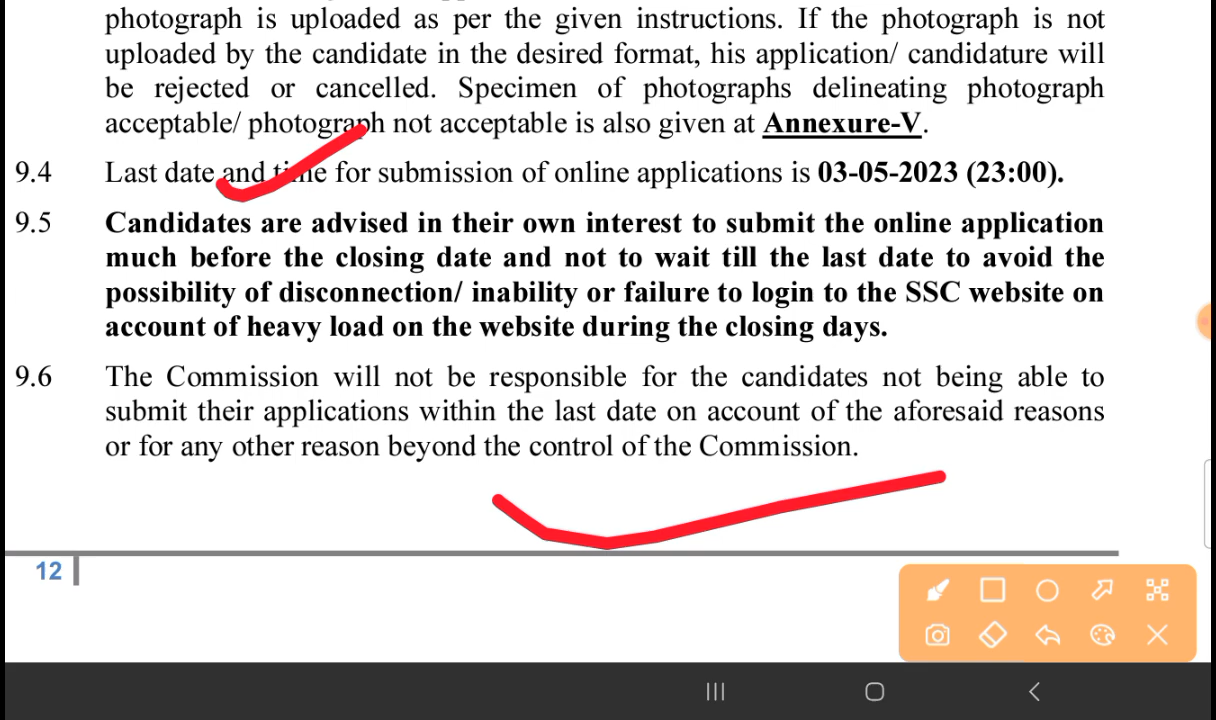 photograph is uploaded as per the given instructions. If the photograph is not
uploaded by the candidate in the desired format, his application/ candidature will
be rejected or cancelled. Specimen of photographs delineating photograph
acceptable/ photograph not acceptable is also given at Annexure-V.
9.4 Last date and time for submission of online applications is 03-05-2023 (23:00).
9.5 Candidates are advised in their own interest to submit the online application
much before the closing date and not to wait till the last date to avoid the
possibility of disconnection/ inability or failure to login to the SSC website on
account of heavy load on the website during the closing days.
9.6 The Commission will not be responsible for the candidates not being able to
submit their applications within the last date on account of the aforesaid reasons
or for any other reason beyond the control of the Commission.
12